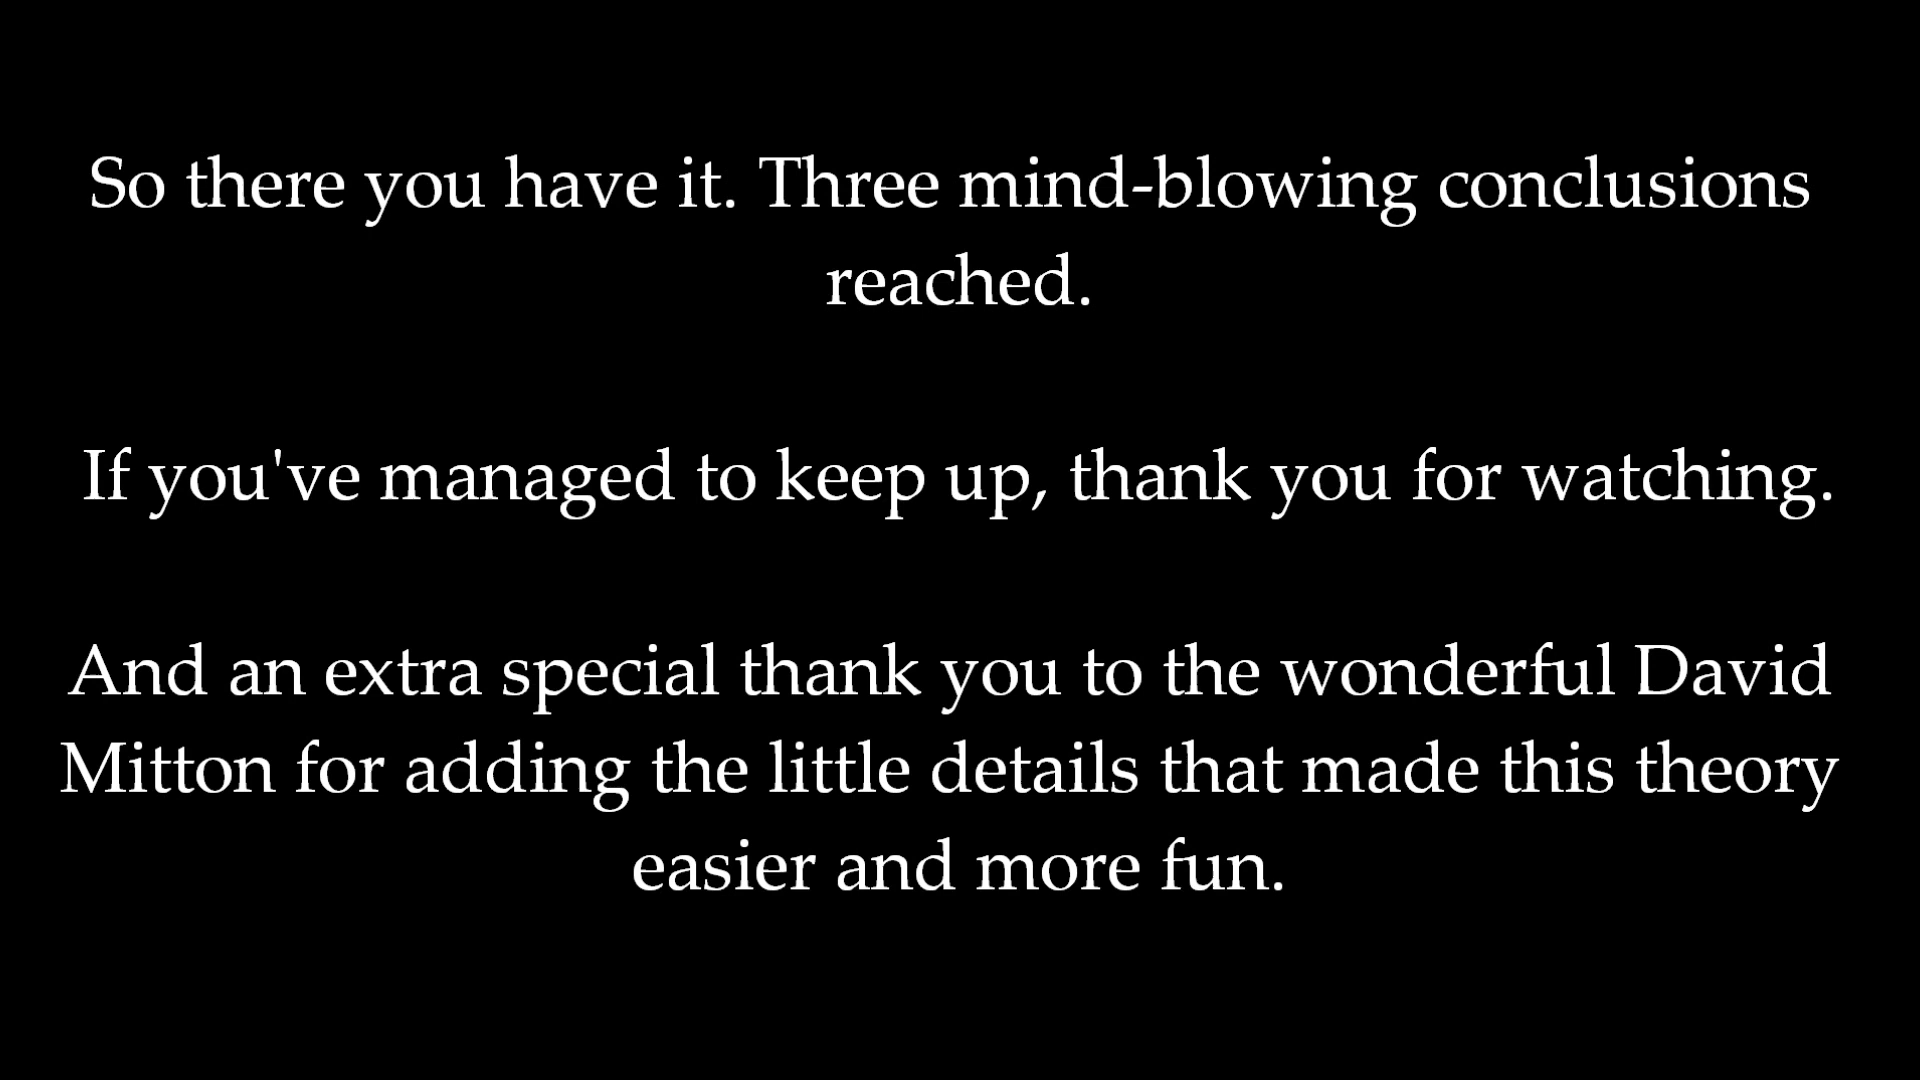 So there you have it. Three mind-blowing conclusions
reached.
If you've managed to keep up, thank you for watching.
And an extra special thank you to the wonderful David
Mitton for adding the little details that made this theory
easier and more fun.